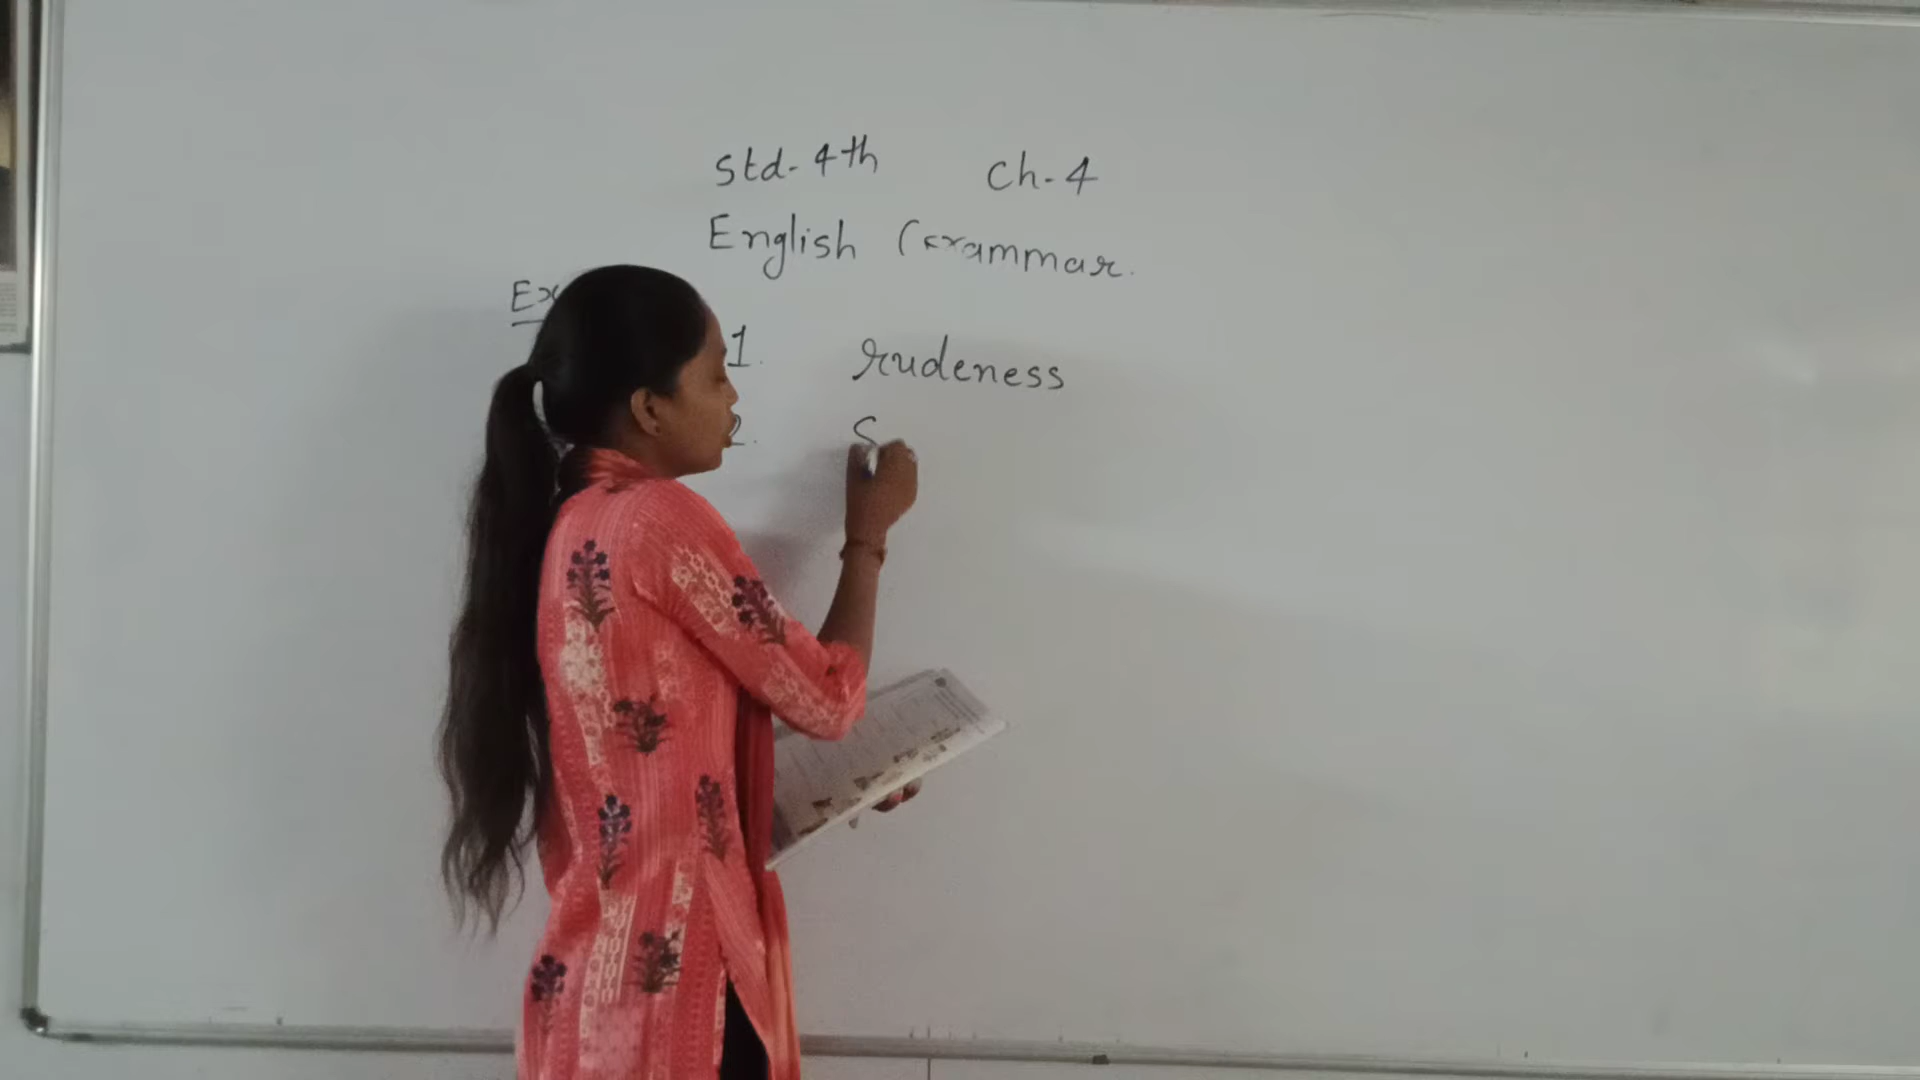 Std-4th Ch-4
English Grammar.
Ex
1. rudeness
2. S